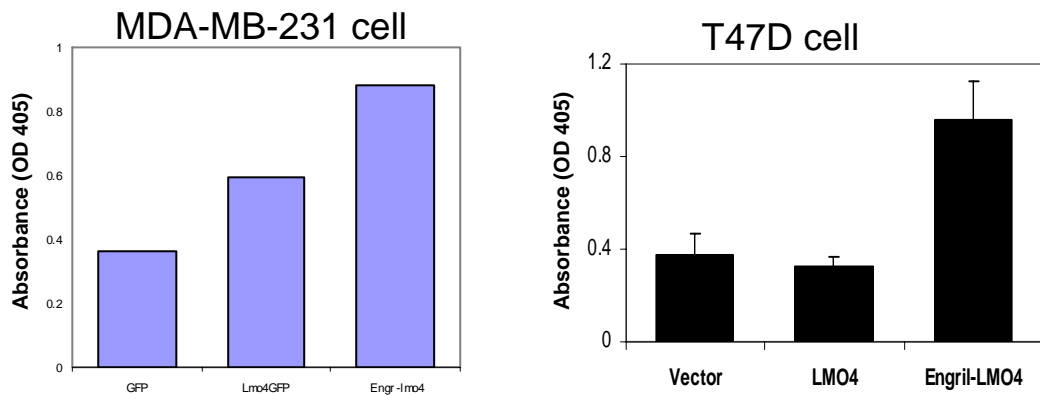 MDA-MB-231 cell
Absorbance (OD 405)
1
0.8
0.6
0.4
0.2
0
GFP
Lmo4GFP
Engr-lmo4
T47D cell
Absorbance (OD 405)
1.2
0.8
0.4
0
Vector
LMO4
Engril-LMO4